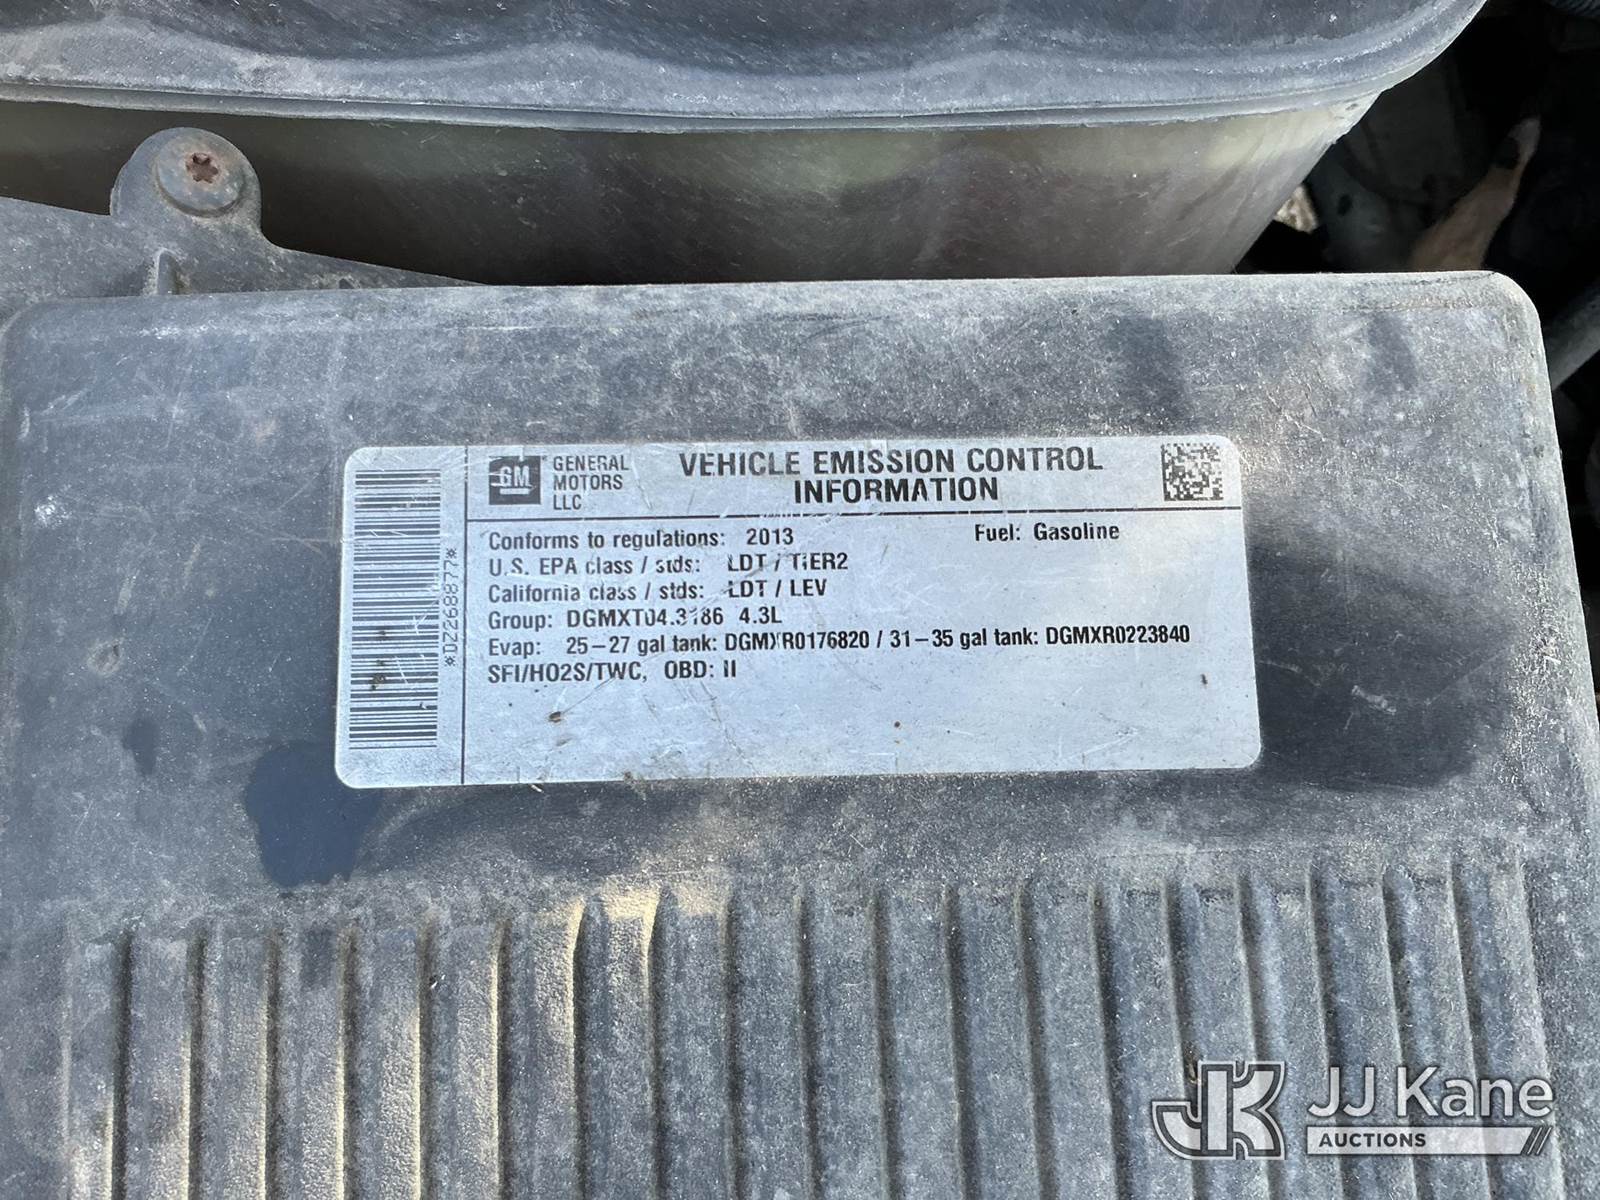 GM GENERAL MOTORS LLC
VEHICLE EMISSION CONTROL
INFORMATION
*DZ268877*
Conforms to regulations: 2013 Fuel: Gasoline
U.S. EPA class / stds: LDT / TIER2
California class / stds: LDT / LEV
Group: DGMXT04.3186 4.3L
Evap: 25-27 gal tank: DGMXR0176820 / 31-35 gal tank: DGMXR0223840
SFI/HO2S/TWC, OBD: II
JK JJ Kane
AUCTIONS